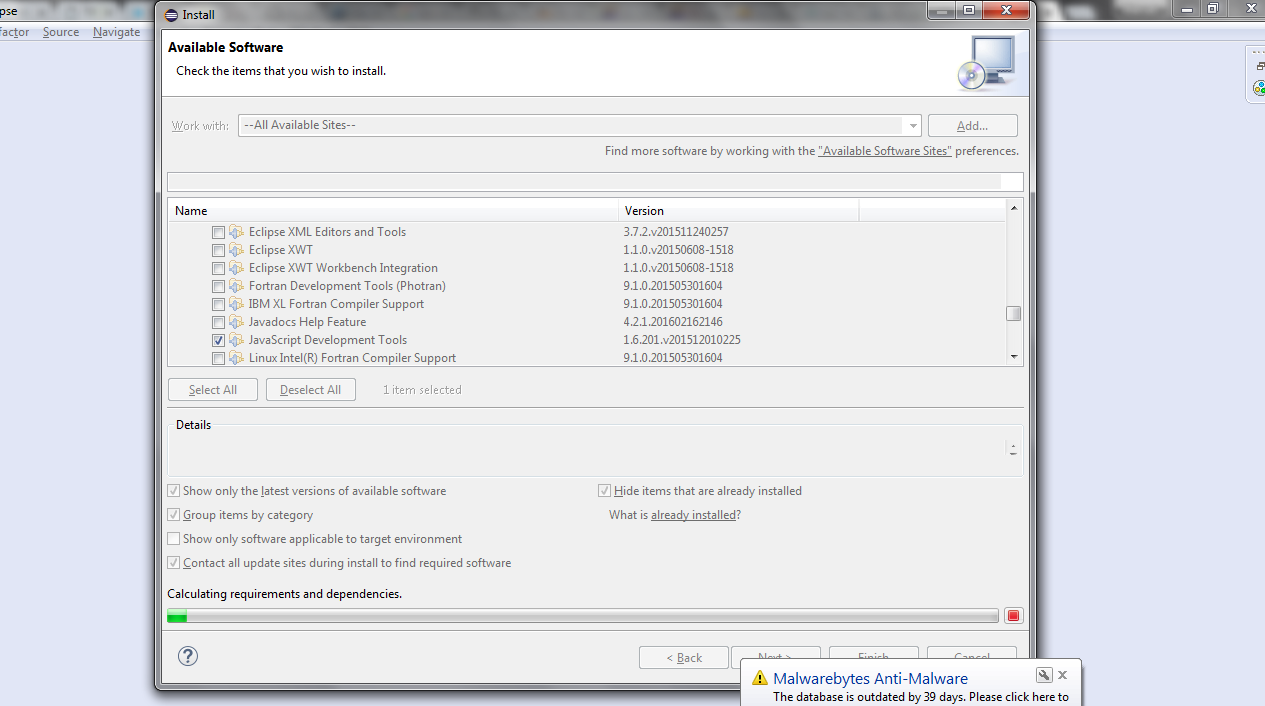 pse
Install
factor Source Navigate
Available Software
Check the items that you wish to install.
Work with: --All Available Sites-- Add...
Find more software by working with the "Available Software Sites" preferences.
Name Version
Eclipse XML Editors and Tools 3.7.2.v201511240257
Eclipse XWT 1.1.0.v20150608-1518
Eclipse XWT Workbench Integration 1.1.0.v20150608-1518
Fortran Development Tools (Photran) 9.1.0.201505301604
IBM XL Fortran Compiler Support 9.1.0.201505301604
Javadocs Help Feature 4.2.1.201602162146
JavaScript Development Tools 1.6.201.v201512010225
Linux Intel(R) Fortran Compiler Support 9.1.0.201505301604
Select All Deselect All 1 item selected
Details
Show only the latest versions of available software Hide items that are already installed
Group items by category What is already installed?
Show only software applicable to target environment
Contact all update sites during install to find required software
Calculating requirements and dependencies.
? < Back Next > Finish Cancel
Malwarebytes Anti-Malware
The database is outdated by 39 days. Please click here to